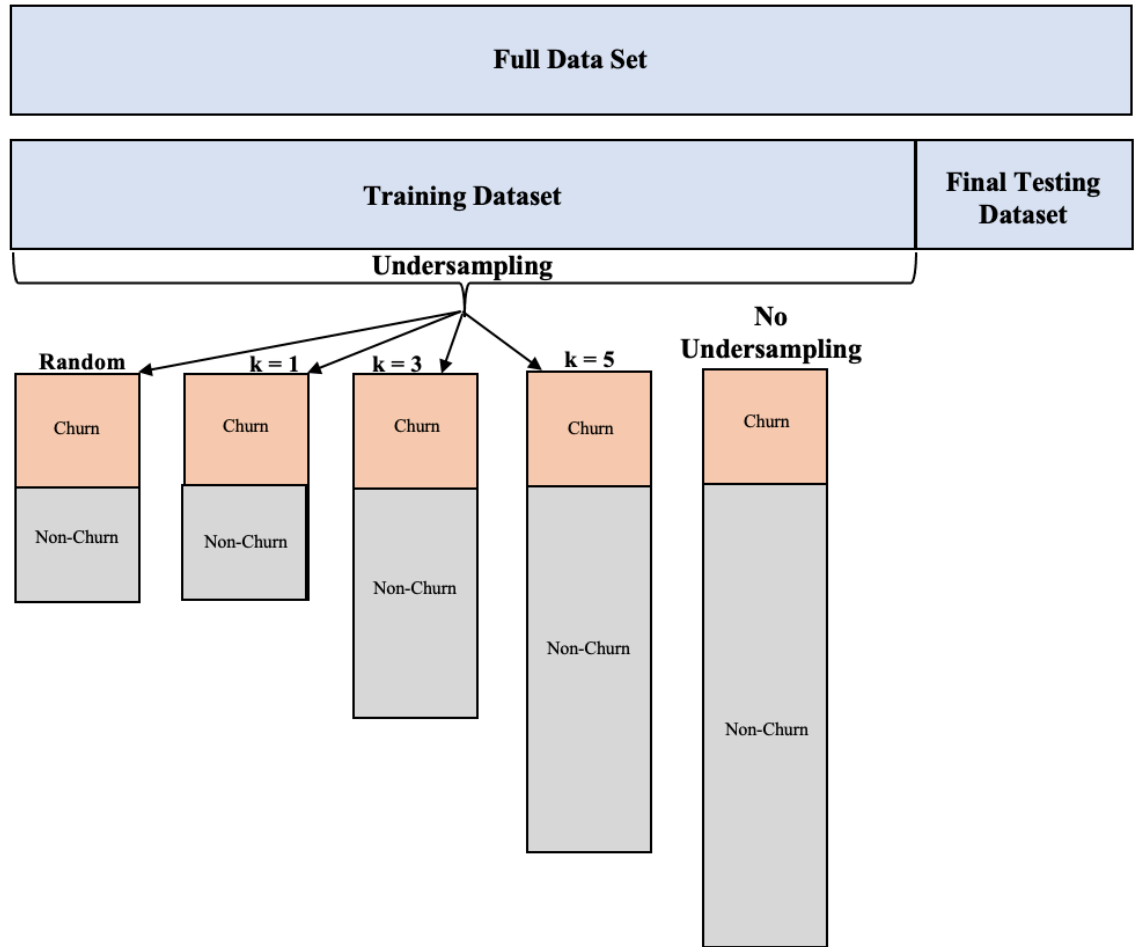 Full Data Set
Training Dataset
Final Testing
Dataset
Undersampling
No
Undersampling
Random
k = 1
k = 3
k = 5
Churn
Churn
Churn
Churn
Churn
Non-Churn
Non-Churn
Non-Churn
Non-Churn
Non-Churn